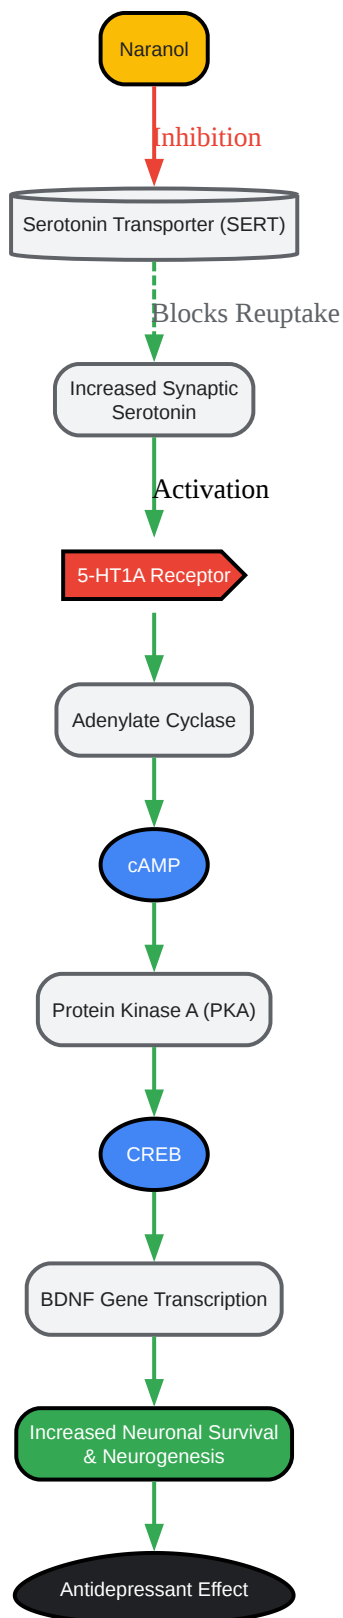 Naranol
Inhibition
Serotonin Transporter (SERT)
Blocks Reuptake
Increased Synaptic
Serotonin
Activation
5-HT1A Receptor
Adenylate Cyclase
cAMP
Protein Kinase A (PKA)
CREB
BDNF Gene Transcription
Increased Neuronal Survival
& Neurogenesis
Antidepressant Effect